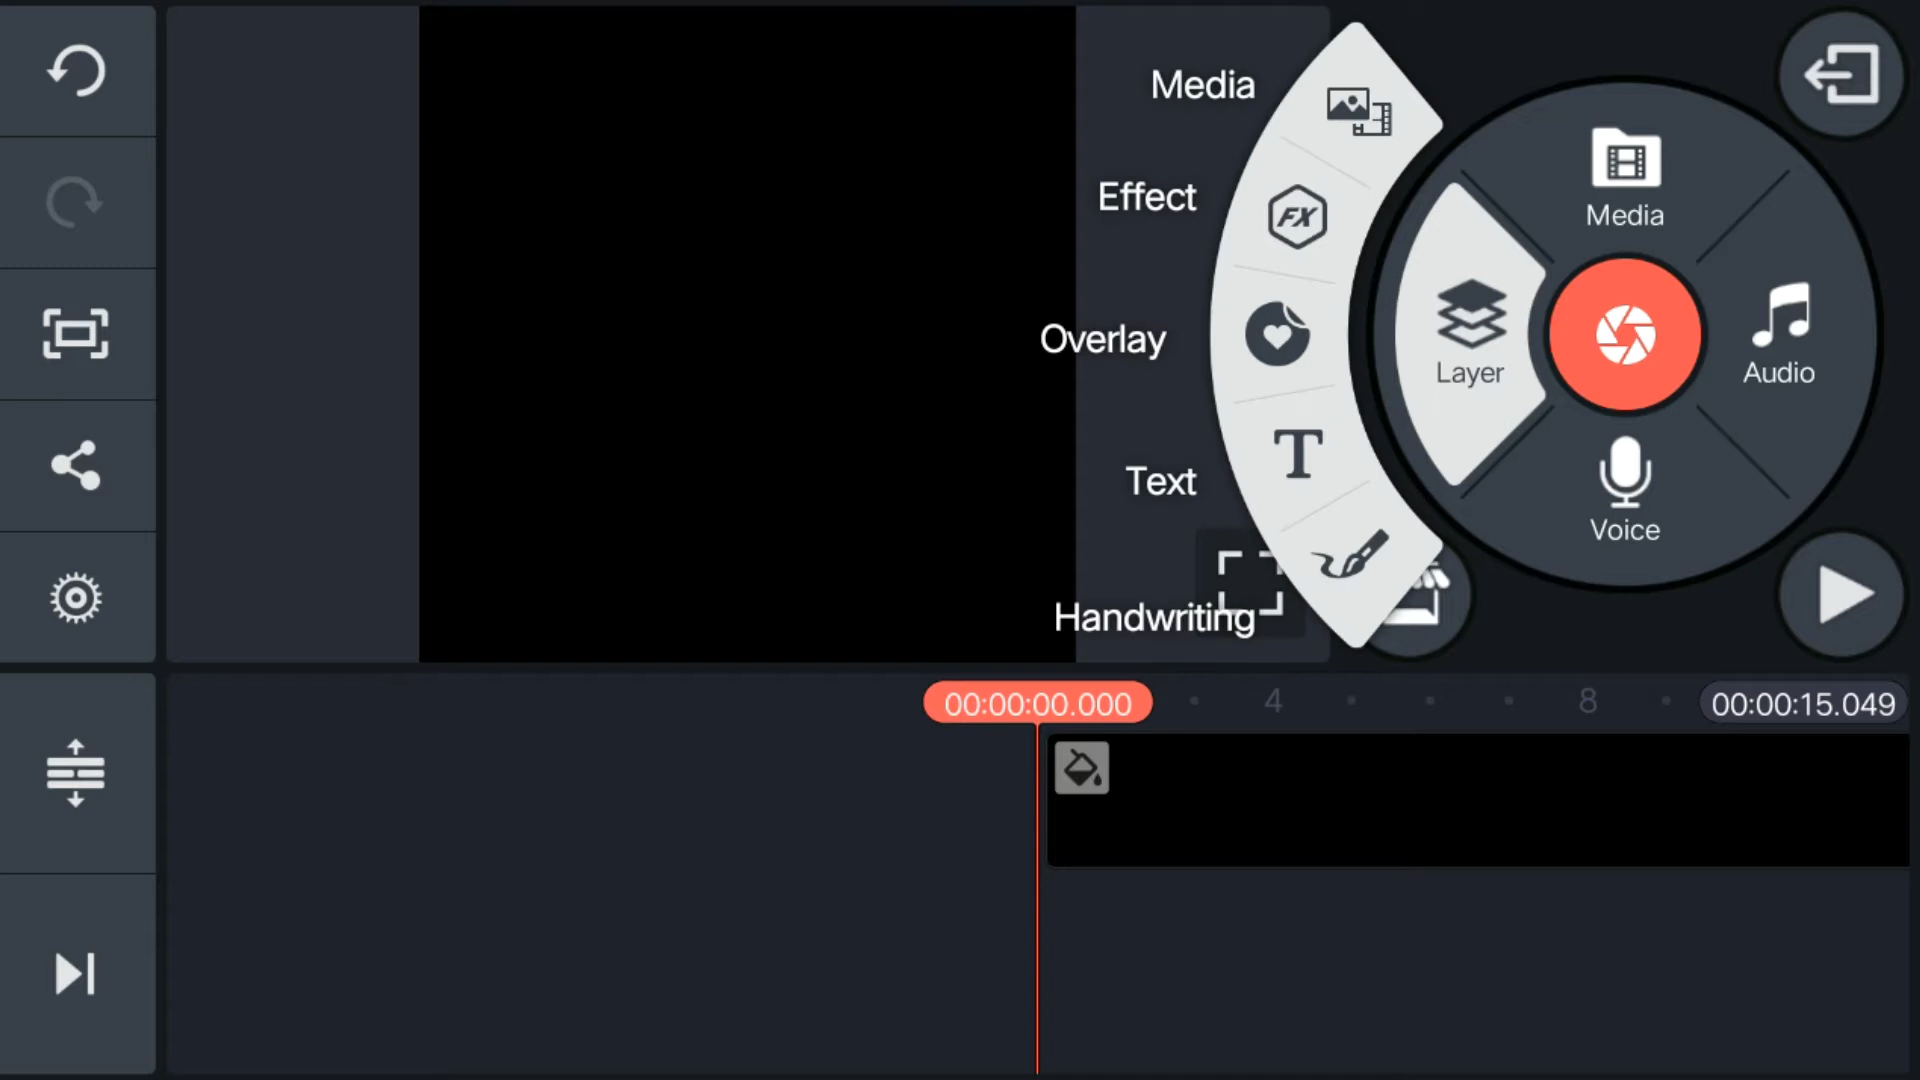 Media
Effect
Overlay
Text
Handwriting
FX
T
Media
Layer
Audio
Voice
00:00:00.000
4
8
00:00:15.049